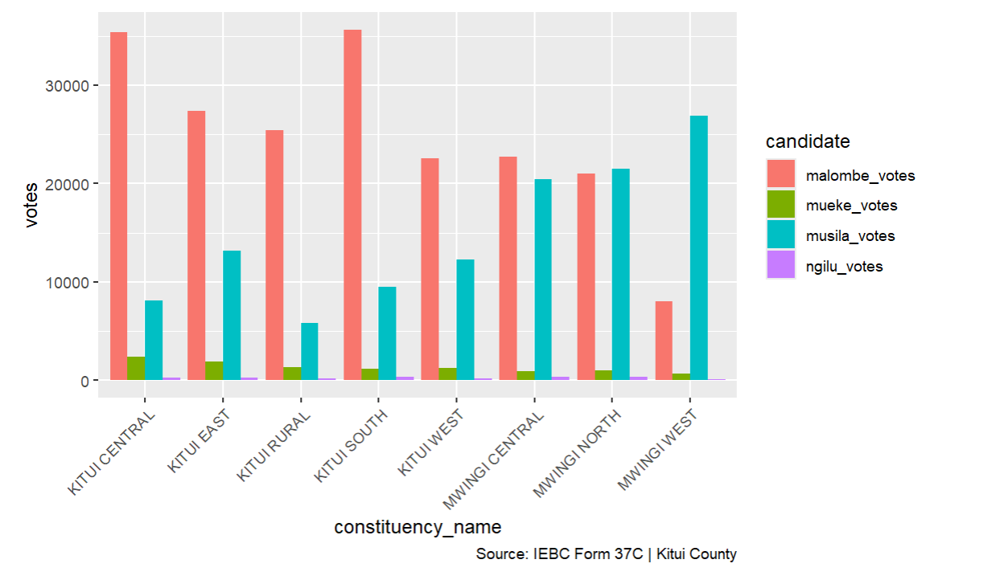 votes
30000
20000
10000
0
KITUI CENTRAL
KITUI EAST
KITUI RURAL
KITUI SOUTH
KITUI WEST
MWINGI CENTRAL
MWINGI NORTH
MWINGI WEST
constituency_name
candidate
malombe_votes
mueke_votes
musila_votes
ngilu_votes
Source: IEBC Form 37C | Kitui County